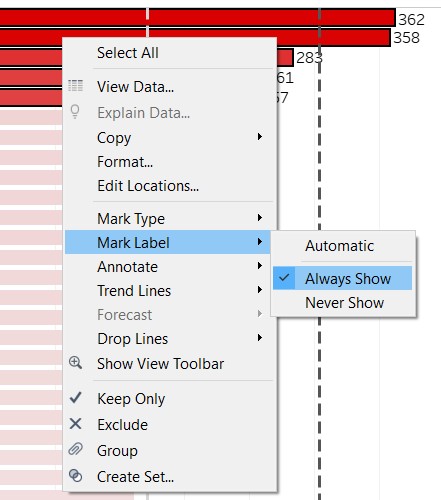 362
358
283
Select All
61
View Data...
57
Explain Data...
Copy
Format...
Edit Locations...
Mark Type
Mark Label
Automatic
Annotate
Always Show
Trend Lines
Never Show
Forecast
Drop Lines
Show View Toolbar
Keep Only
Exclude
Group
Create Set...